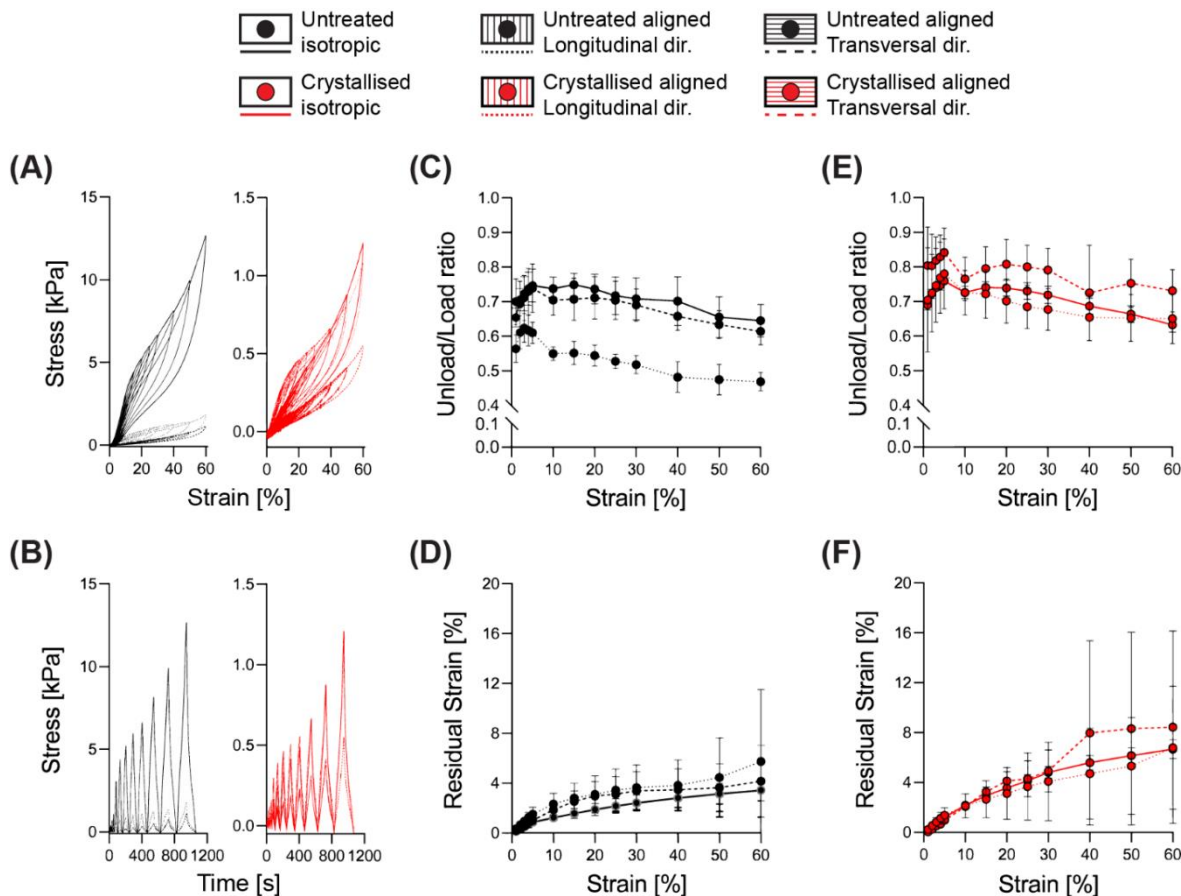 Untreated isotropic
Untreated aligned Longitudinal dir.
Untreated aligned Transversal dir.
Crystallised isotropic
Crystallised aligned Longitudinal dir.
Crystallised aligned Transversal dir.
(A)
Stress [kPa]
15
10
5
0
0 20 40 60
1.5
1.0
0.5
0.0
0 20 40 60
Strain [%]
(C)
Unload/Load ratio
1.0
0.9
0.8
0.7
0.6
0.5
0.4
0.1
0.0
0 10 20 30 40 50 60
Strain [%]
(E)
Unload/Load ratio
1.0
0.9
0.8
0.7
0.6
0.5
0.4
0.1
0.0
0 10 20 30 40 50 60
Strain [%]
(B)
Stress [kPa]
15
10
5
0
0 400 800 1200
1.5
1.0
0.5
0.0
0 400 800 1200
Time [s]
(D)
Residual Strain [%]
20
16
12
8
4
0
0 10 20 30 40 50 60
Strain [%]
(F)
Residual Strain [%]
20
16
12
8
4
0
0 10 20 30 40 50 60
Strain [%]